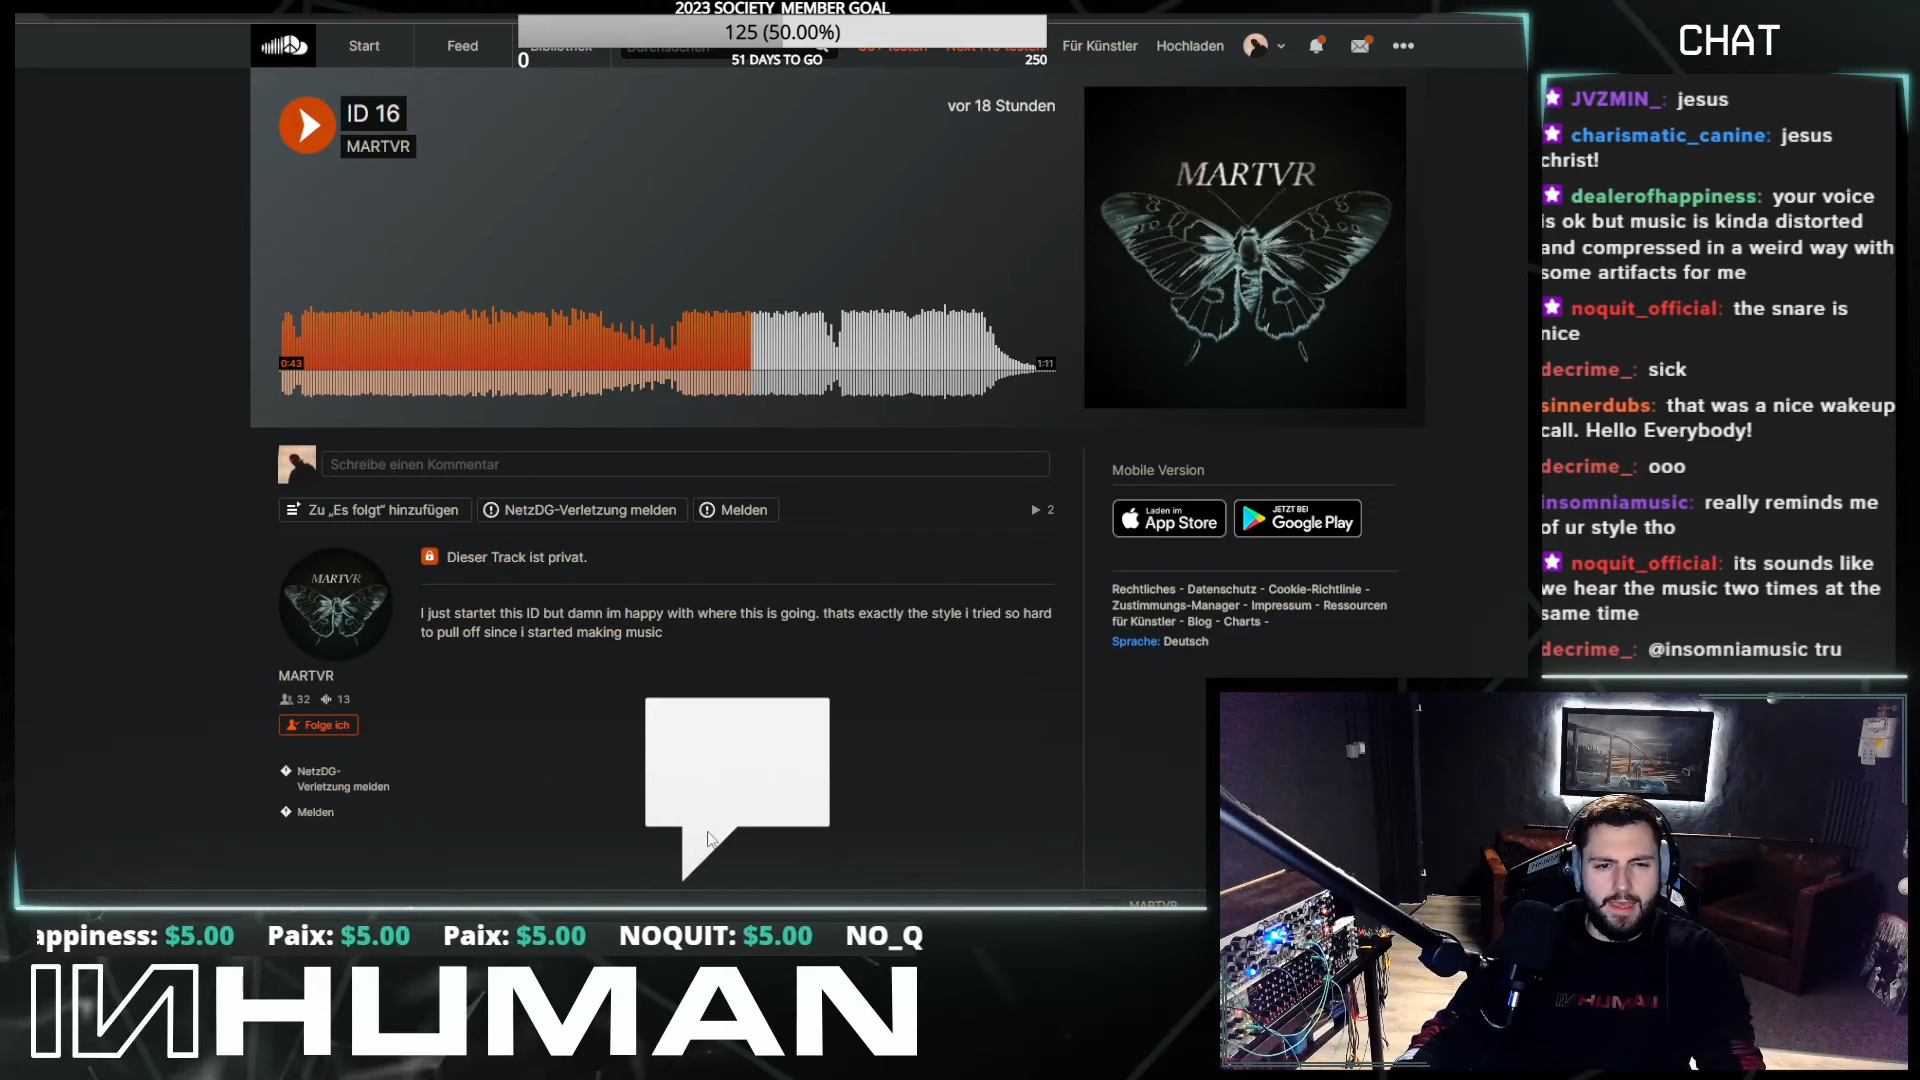 2023 SOCIETY MEMBER GOAL
125 (50.00%)
0
51 DAYS TO GO
250
Start
Feed
Für Künstler
Hochladen
ID 16
MARTVR
vor 18 Stunden
MARTVR
0:43
1:11
Schreibe einen Kommentar
Zu „Es folgt“ hinzufügen
NetzDG-Verletzung melden
Melden
2
MARTVR
Dieser Track ist privat.
I just startet this ID but damn im happy with where this is going. thats exactly the style i tried so hard
to pull off since i started making music
MARTVR
32
13
Folge ich
NetzDG-
Verletzung melden
Melden
Mobile Version
Laden im
App Store
JETZT BEI
Google Play
Rechtliches - Datenschutz - Cookie-Richtlinie -
Zustimmungs-Manager - Impressum - Ressourcen
für Künstler - Blog - Charts -
Sprache: Deutsch
CHAT
JVZMIN_: jesus
charismatic_canine: jesus
christ!
dealerofhappiness: your voice
is ok but music is kinda distorted
and compressed in a weird way with
some artifacts for me
noquit_official: the snare is
nice
decrime_: sick
sinnerdubs: that was a nice wakeup
call. Hello Everybody!
decrime_: ooo
insomniamusic: really reminds me
of ur style tho
noquit_official: its sounds like
we hear the music two times at the
same time
decrime_: @insomniamusic tru
appiness: $5.00 Paix: $5.00 Paix: $5.00 NOQUIT: $5.00 NO_Q
INHUMAN
INHUMAN